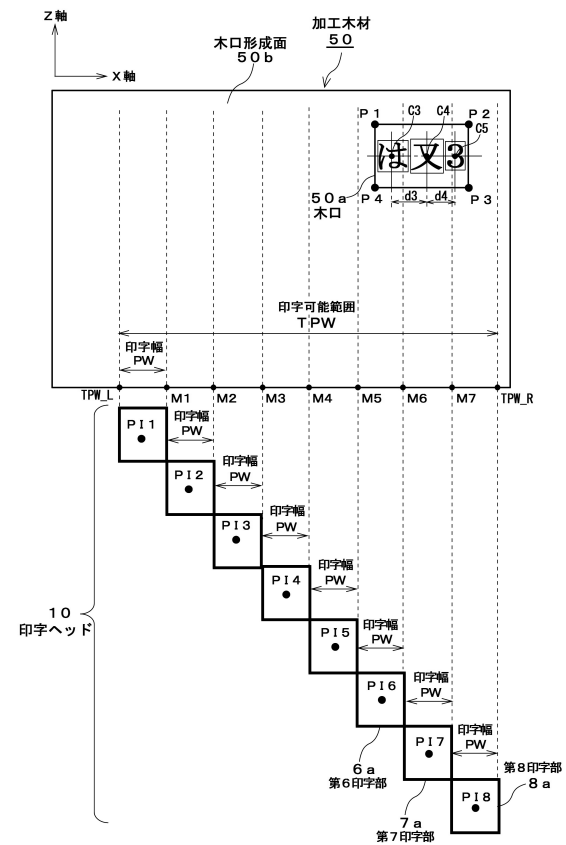 Z軸
X軸
加工木材
50
木口形成面
50b
P1
C3
C4
P2
C5
は 又 3
50a
木口
P4
d3
d4
P3
印字可能範囲
TPW
印字幅
PW
TPW_L
M1
M2
M3
M4
M5
M6
M7
TPW_R
PI1
印字幅
PW
PI2
印字幅
PW
PI3
印字幅
PW
PI4
印字幅
PW
10
印字ヘッド
PI5
印字幅
PW
PI6
印字幅
PW
6a
第6印字部
PI7
印字幅
PW
7a
第7印字部
第8印字部
8a
PI8